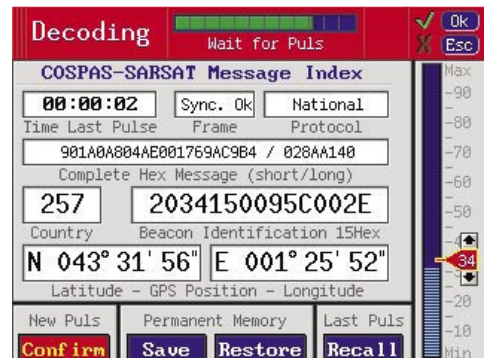 Decoding
Wait for Puls
Ok
Esc
COSPAS-SARSAT Message Index
00:00:02 Sync. Ok National
Time Last Pulse Frame Protocol
901A0A804AE001769AC9B4 / 028AA140
Complete Hex Message (short/long)
257 2034150095C002E
Country Beacon Identification 15Hex
N 043° 31' 56" E 001° 25' 52"
Latitude - GPS Position - Longitude
New Puls Permanent Memory Last Puls
Confirm Save Restore Recall
Max
-90
-80
-70
-60
-50
34
-20
-10
Min